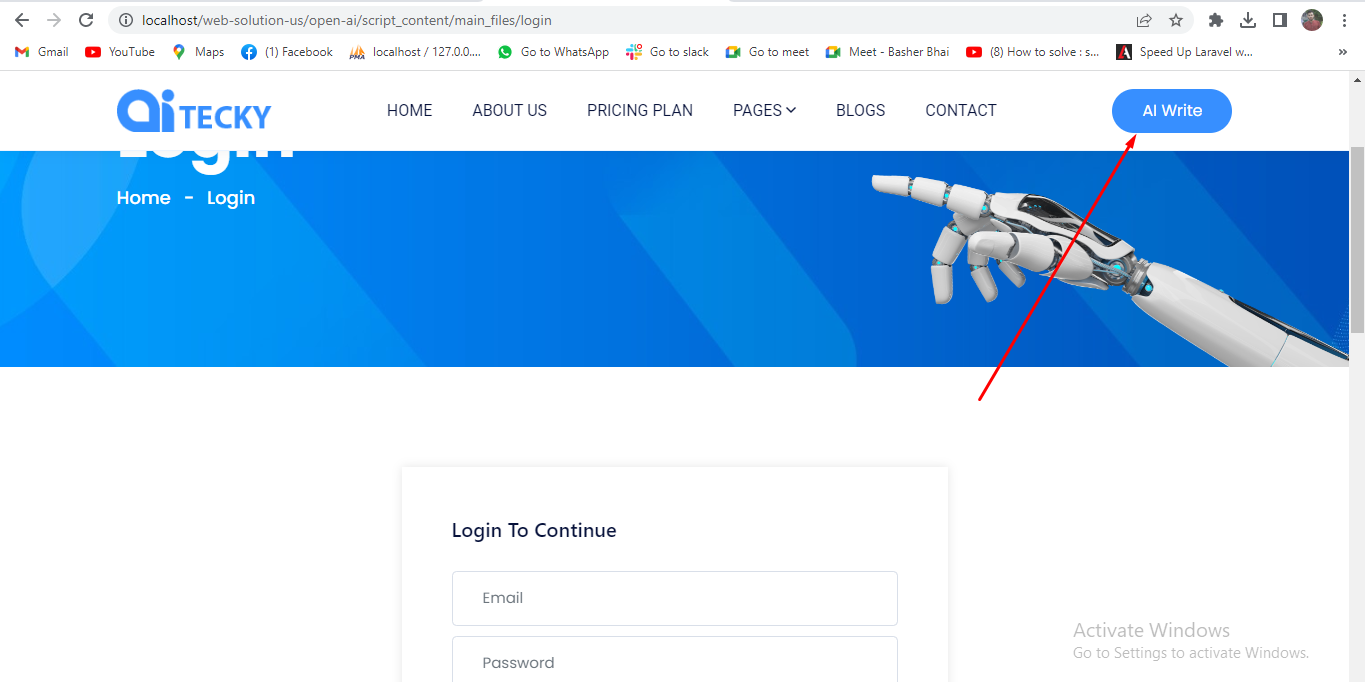 localhost/web-solution-us/open-ai/script_content/main_files/login
Gmail YouTube Maps (1) Facebook localhost / 127.0.0.... Go to WhatsApp Go to slack Go to meet Meet - Basher Bhai (8) How to solve : s... Speed Up Laravel w... »
ai TECKY HOME ABOUT US PRICING PLAN PAGES BLOGS CONTACT AI Write
Login
Home - Login
Login To Continue
Email
Password
Activate Windows
Go to Settings to activate Windows.